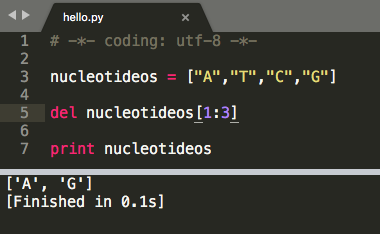 hello.py
1 # -*- coding: utf-8 -*-
2
3 nucleotideos = ["A","T","C","G"]
4
5 del nucleotideos[1:3]
6
7 print nucleotideos
['A', 'G']
[Finished in 0.1s]